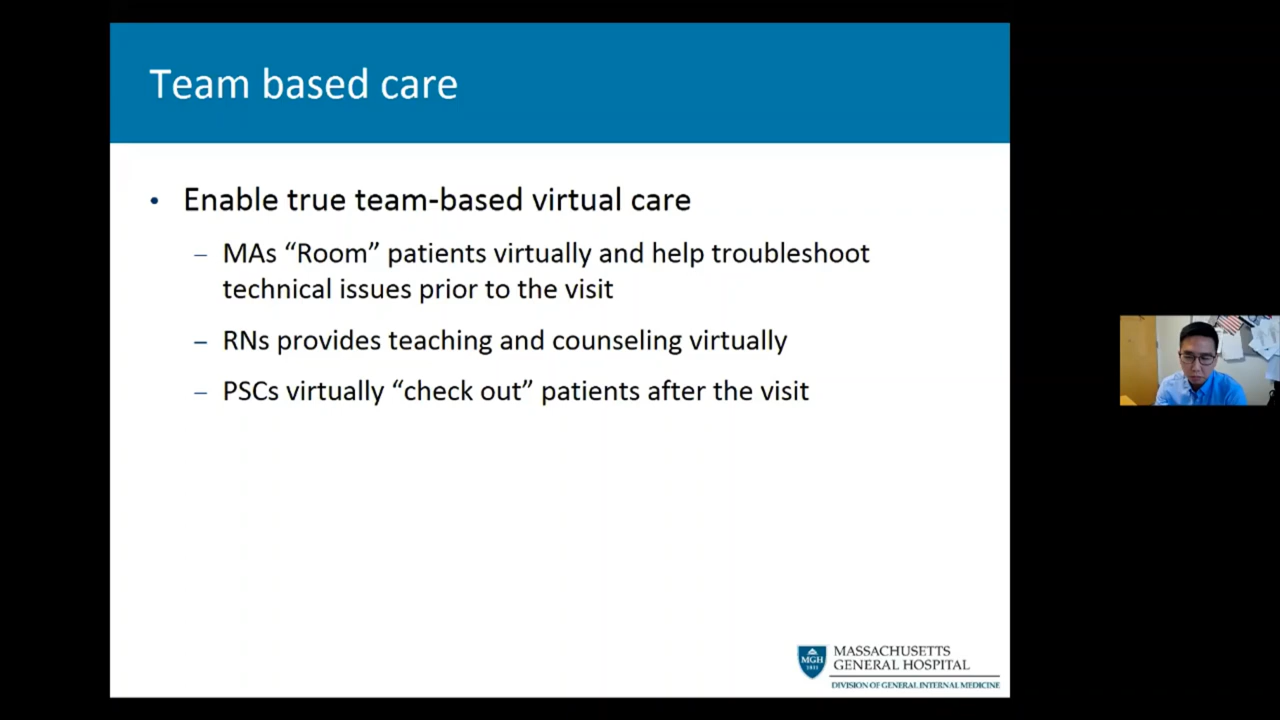 Team based care
• Enable true team-based virtual care
– MAs “Room” patients virtually and help troubleshoot
technical issues prior to the visit
– RNs provides teaching and counseling virtually
– PSCs virtually “check out” patients after the visit
MGH
1811
MASSACHUSETTS
GENERAL HOSPITAL
DIVISION OF GENERAL INTERNAL MEDICINE